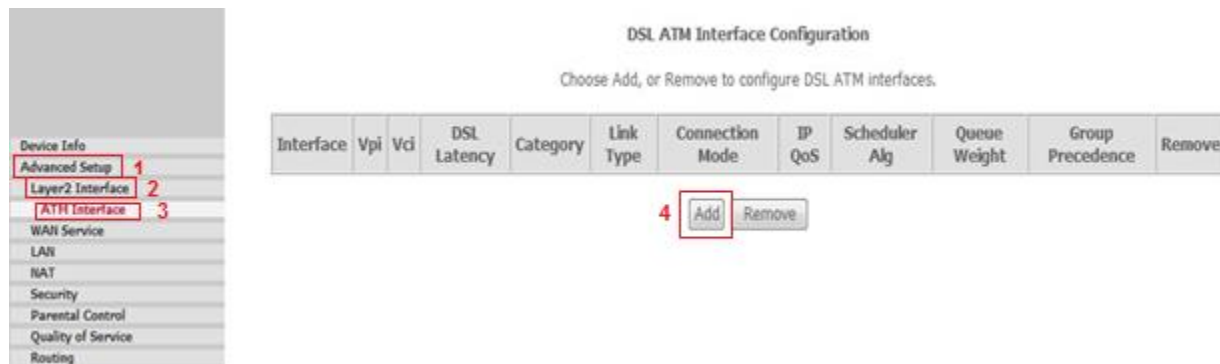 DSL ATM Interface Configuration
Choose Add, or Remove to configure DSL ATM interfaces.
Interface Vpi Vci DSL Latency Category Link Type Connection Mode IP QoS Scheduler Alg Queue Weight Group Precedence Remove
4 Add Remove
Device Info
Advanced Setup 1
Layer2 Interface 2
ATM Interface 3
WAN Service
LAN
NAT
Security
Parental Control
Quality of Service
Routing